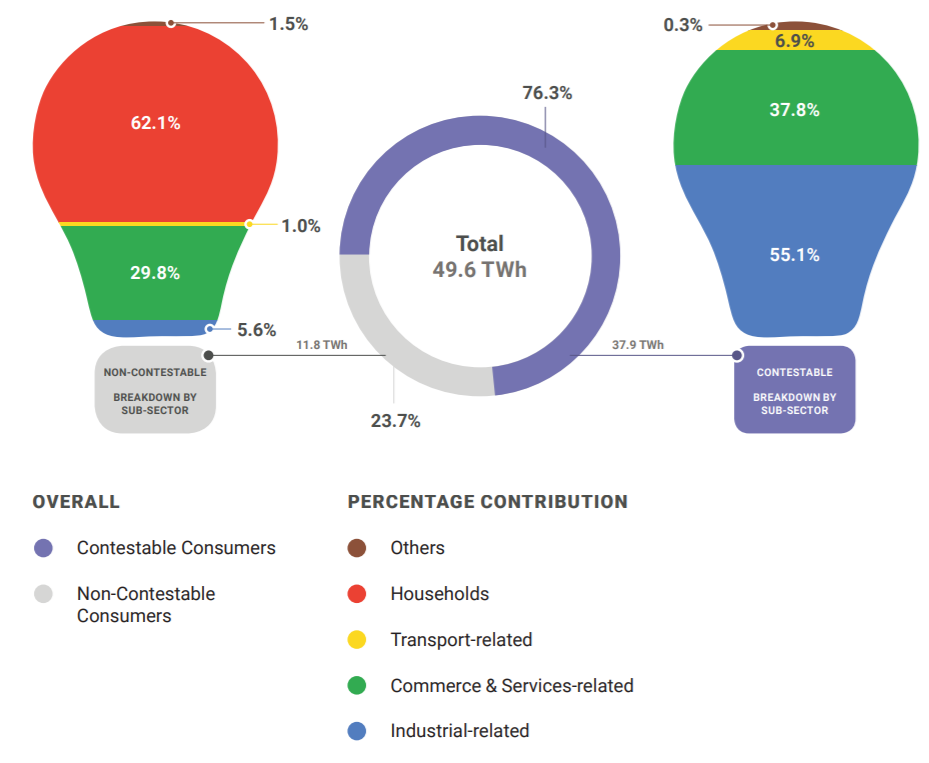 1.5%
62.1%
1.0%
29.8%
5.6%
NON-CONTESTABLE
BREAKDOWN BY
SUB-SECTOR
76.3%
Total
49.6 TWh
11.8 TWh
37.9 TWh
23.7%
0.3%
6.9%
37.8%
55.1%
CONTESTABLE
BREAKDOWN BY
SUB-SECTOR
OVERALL
Contestable Consumers
Non-Contestable
Consumers
PERCENTAGE CONTRIBUTION
Others
Households
Transport-related
Commerce & Services-related
Industrial-related